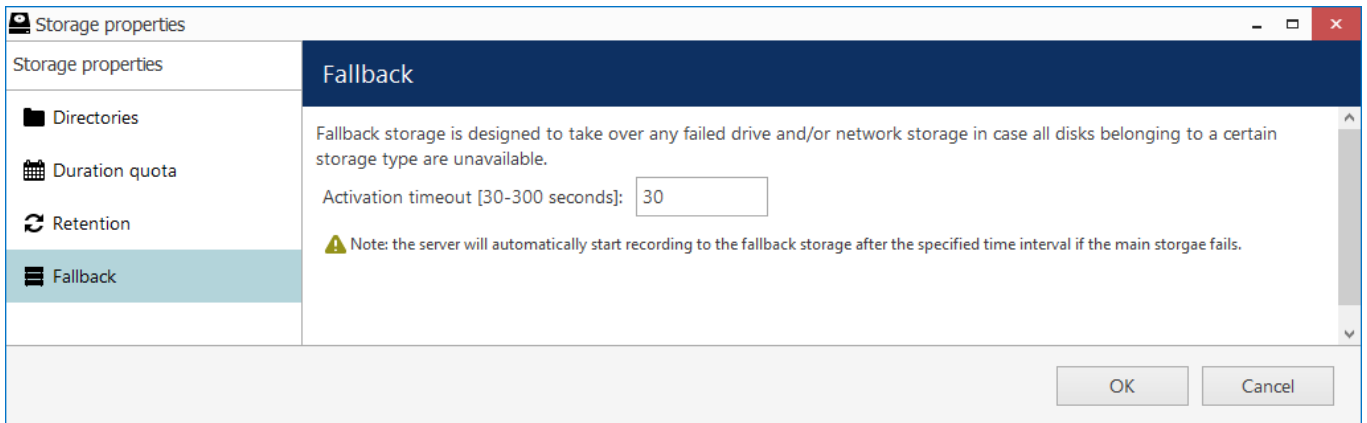 Storage properties
Storage properties
Fallback
Directories
Fallback storage is designed to take over any failed drive and/or network storage in case all disks belonging to a certain
storage type are unavailable.
Duration quota
Activation timeout [30-300 seconds]: 30
Retention
Note: the server will automatically start recording to the fallback storage after the specified time interval if the main storgae fails.
Fallback
OK Cancel